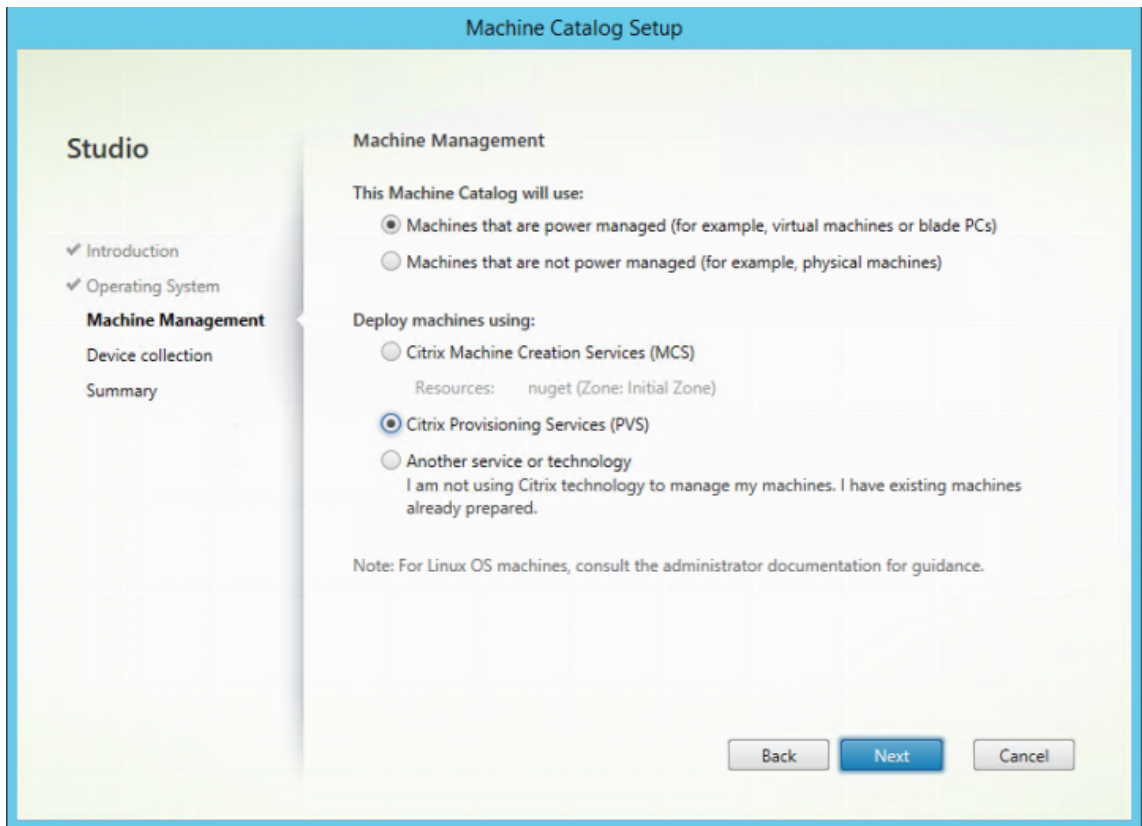 Machine Catalog Setup
Studio
✔ Introduction
✔ Operating System
Machine Management
Device collection
Summary
Machine Management
This Machine Catalog will use:
Machines that are power managed (for example, virtual machines or blade PCs)
Machines that are not power managed (for example, physical machines)
Deploy machines using:
Citrix Machine Creation Services (MCS)
Resources: nuget (Zone: Initial Zone)
Citrix Provisioning Services (PVS)
Another service or technology
I am not using Citrix technology to manage my machines. I have existing machines
already prepared.
Note: For Linux OS machines, consult the administrator documentation for guidance.
Back Next Cancel